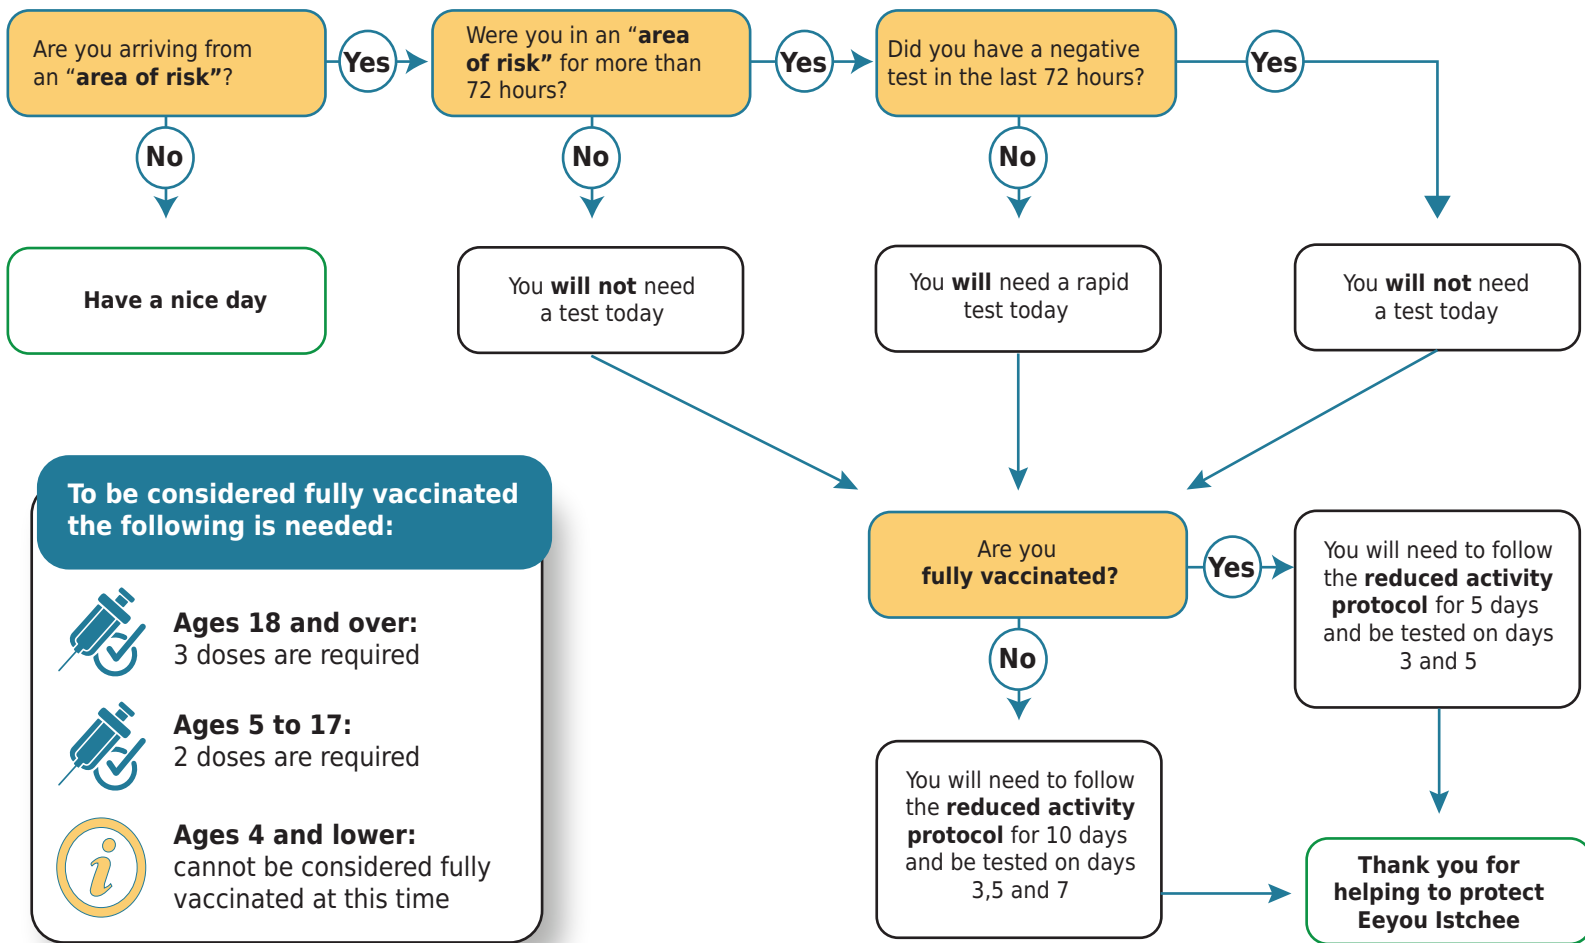 Are you arriving from
an “area of risk”?
Yes
Were you in an “area
of risk” for more than
72 hours?
Yes
Did you have a negative
test in the last 72 hours?
Yes
No
No
No
Have a nice day
You will not need
a test today
You will need a rapid
test today
You will not need
a test today
To be considered fully vaccinated
the following is needed:
Ages 18 and over:
3 doses are required
Ages 5 to 17:
2 doses are required
i
Ages 4 and lower:
cannot be considered fully
vaccinated at this time
Are you
fully vaccinated?
Yes
You will need to follow
the reduced activity
protocol for 5 days
and be tested on days
3 and 5
No
You will need to follow
the reduced activity
protocol for 10 days
and be tested on days
3,5 and 7
Thank you for
helping to protect
Eeyou Istchee